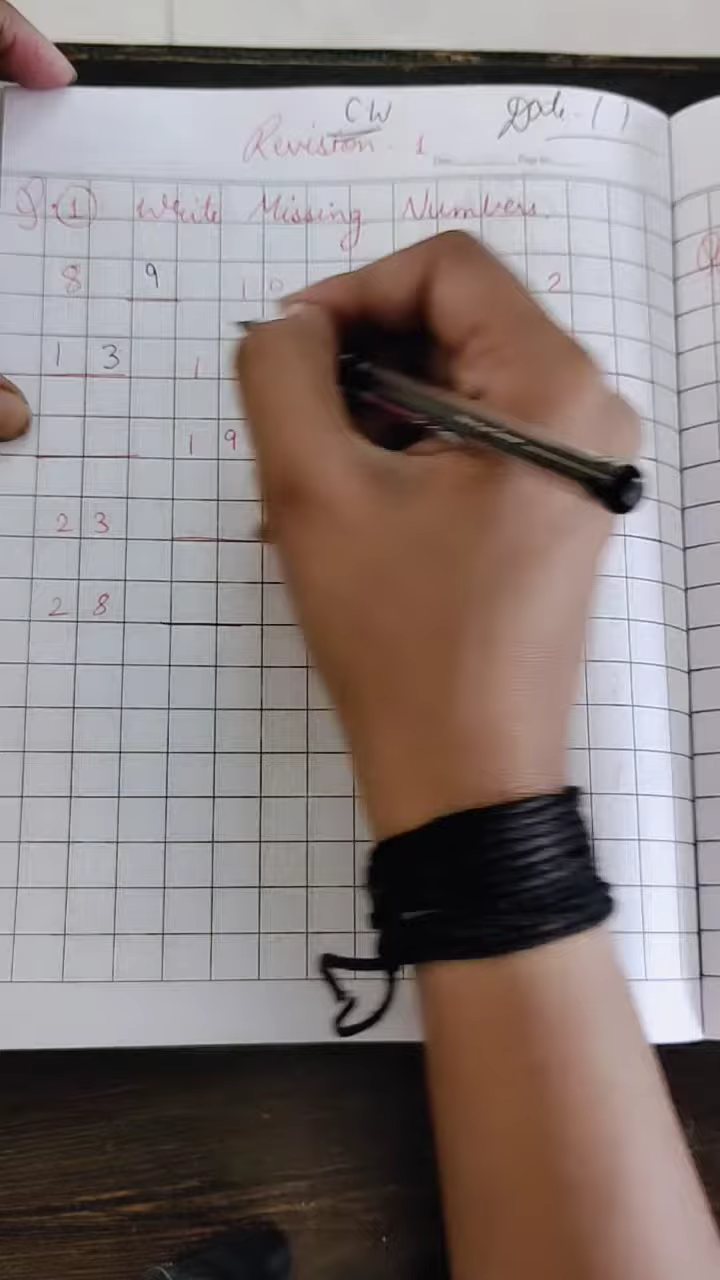 CW
Revision - 1 Date - ( )
Q.1 Write Missing Numbers.
8 9 10 2
13 1
19
23
28